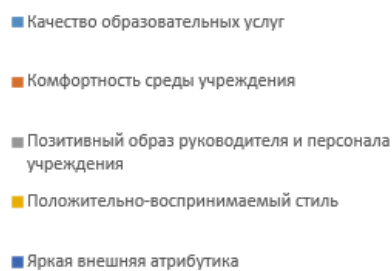 Качество образовательных услуг
Комфортность среды учреждения
Позитивный образ руководителя и персонала
учреждения
Положительно-воспринимаемый стиль
Яркая внешняя атрибутика